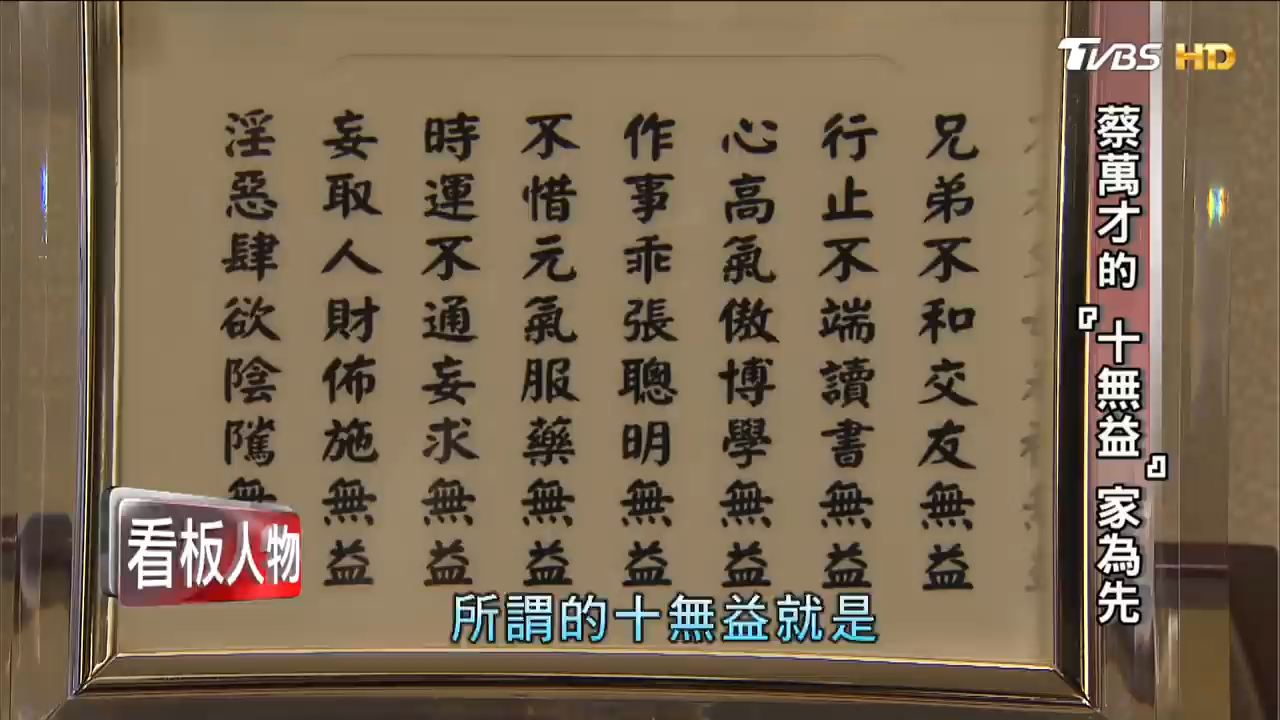 TVBS HD
蔡萬才的『十無益』家為先
兄弟不和交友無益
行止不端讀書無益
心高氣傲博學無益
作事乖張聰明無益
不惜元氣服藥無益
時運不通妄求無益
妄取人財佈施無益
淫惡肆欲陰隲無
看板人物
所謂的十無益就是